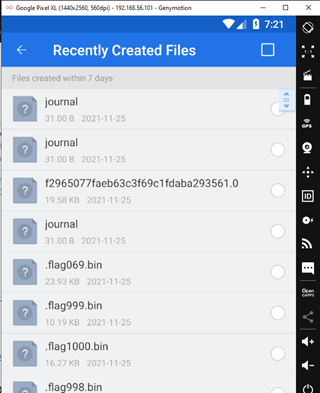 Google Pixel XL (1440x2560, 560dpi) - 192.168.56.101 - Genymotion
7:21
Recently Created Files
Files created within 7 days
journal
31.00 B 2021-11-25
journal
31.00 B 2021-11-25
f2965077faeb63c3f69c1fdaba293561.0
19.58 KB 2021-11-25
journal
31.00 B 2021-11-25
.flag069.bin
23.93 KB 2021-11-25
.flag999.bin
10.19 KB 2021-11-25
.flag1000.bin
16.27 KB 2021-11-25
.flag998.bin
GPS
ID
Open
GAPPS